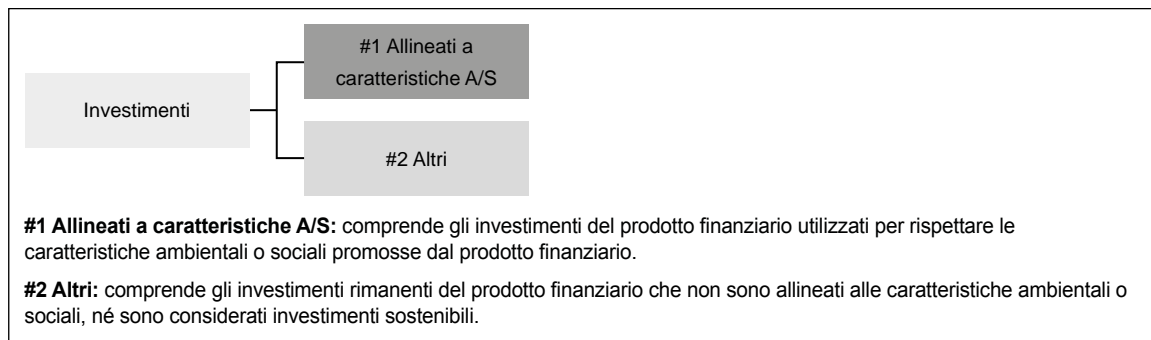 #1 Allineati a
caratteristiche A/S
Investimenti
#2 Altri
#1 Allineati a caratteristiche A/S: comprende gli investimenti del prodotto finanziario utilizzati per rispettare le
caratteristiche ambientali o sociali promosse dal prodotto finanziario.
#2 Altri: comprende gli investimenti rimanenti del prodotto finanziario che non sono allineati alle caratteristiche ambientali o
sociali, né sono considerati investimenti sostenibili.